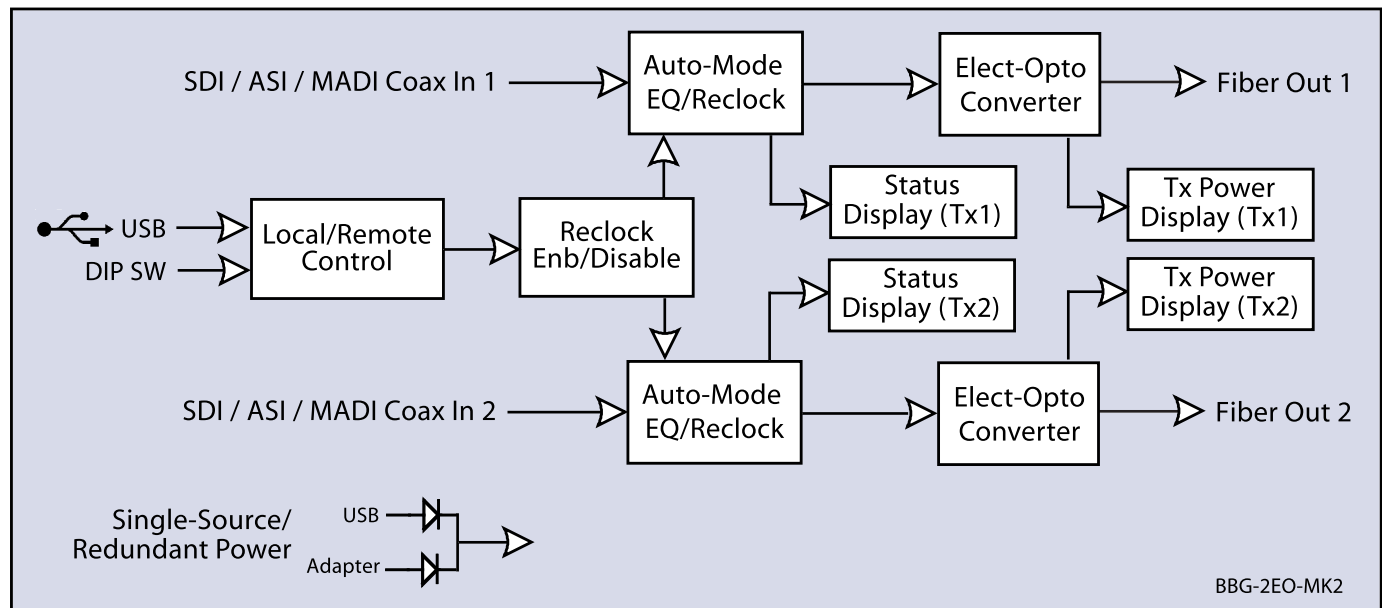 SDI / ASI / MADI Coax In 1
Auto-Mode
EQ/Reclock
Elect-Opto
Converter
Fiber Out 1
Status
Display (Tx1)
Tx Power
Display (Tx1)
USB
DIP SW
Local/Remote
Control
Reclock
Enb/Disable
Status
Display (Tx2)
Tx Power
Display (Tx2)
SDI / ASI / MADI Coax In 2
Auto-Mode
EQ/Reclock
Elect-Opto
Converter
Fiber Out 2
Single-Source/
Redundant Power
USB
Adapter
BBG-2EO-MK2